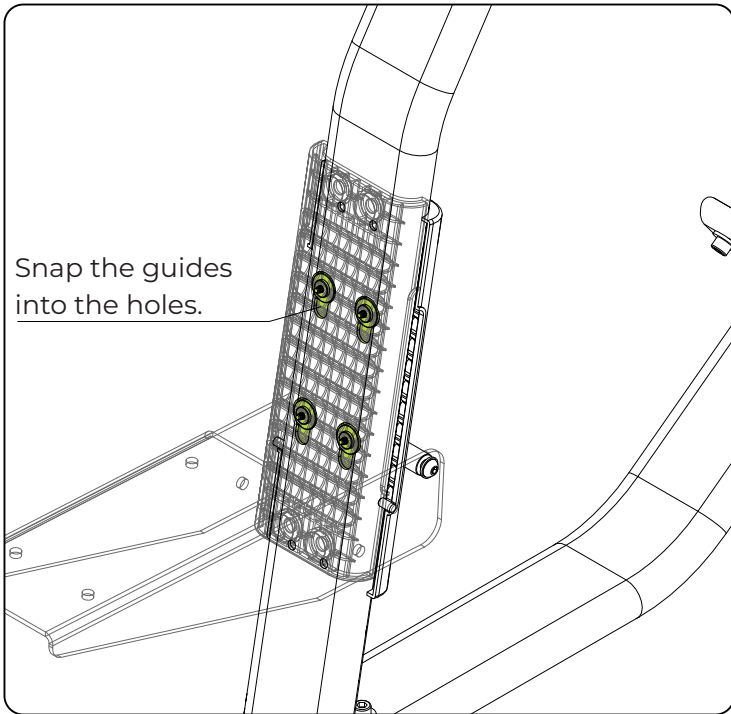 Snap the guides
into the holes.